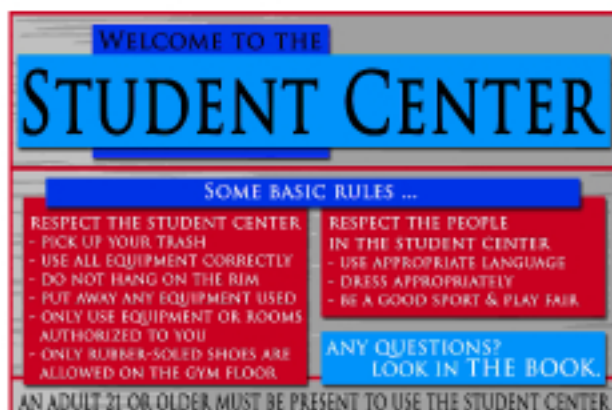 WELCOME TO THE
STUDENT CENTER
SOME BASIC RULES ...
RESPECT THE STUDENT CENTER
- PICK UP YOUR TRASH
- USE ALL EQUIPMENT CORRECTLY
- DO NOT HANG ON THE RIM
- PUT AWAY ANY EQUIPMENT USED
- ONLY USE EQUIPMENT OR ROOMS
AUTHORIZED TO YOU
- ONLY RUBBER-SOLED SHOES ARE
ALLOWED ON THE GYM FLOOR
RESPECT THE PEOPLE
IN THE STUDENT CENTER
- USE APPROPRIATE LANGUAGE
- DRESS APPROPRIATELY
- BE A GOOD SPORT & PLAY FAIR
ANY QUESTIONS?
LOOK IN THE BOOK.
AN ADULT 21 OR OLDER MUST BE PRESENT TO USE THE STUDENT CENTER